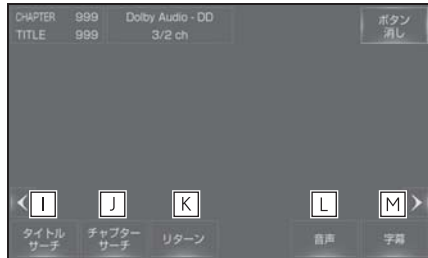 CHAPTER 999 Dolby Audio - DD ボタン
TITLE 999 3/2 ch 消し
I J K L M
タイトル チャプター リターン 音声 字幕
サーチ サーチ